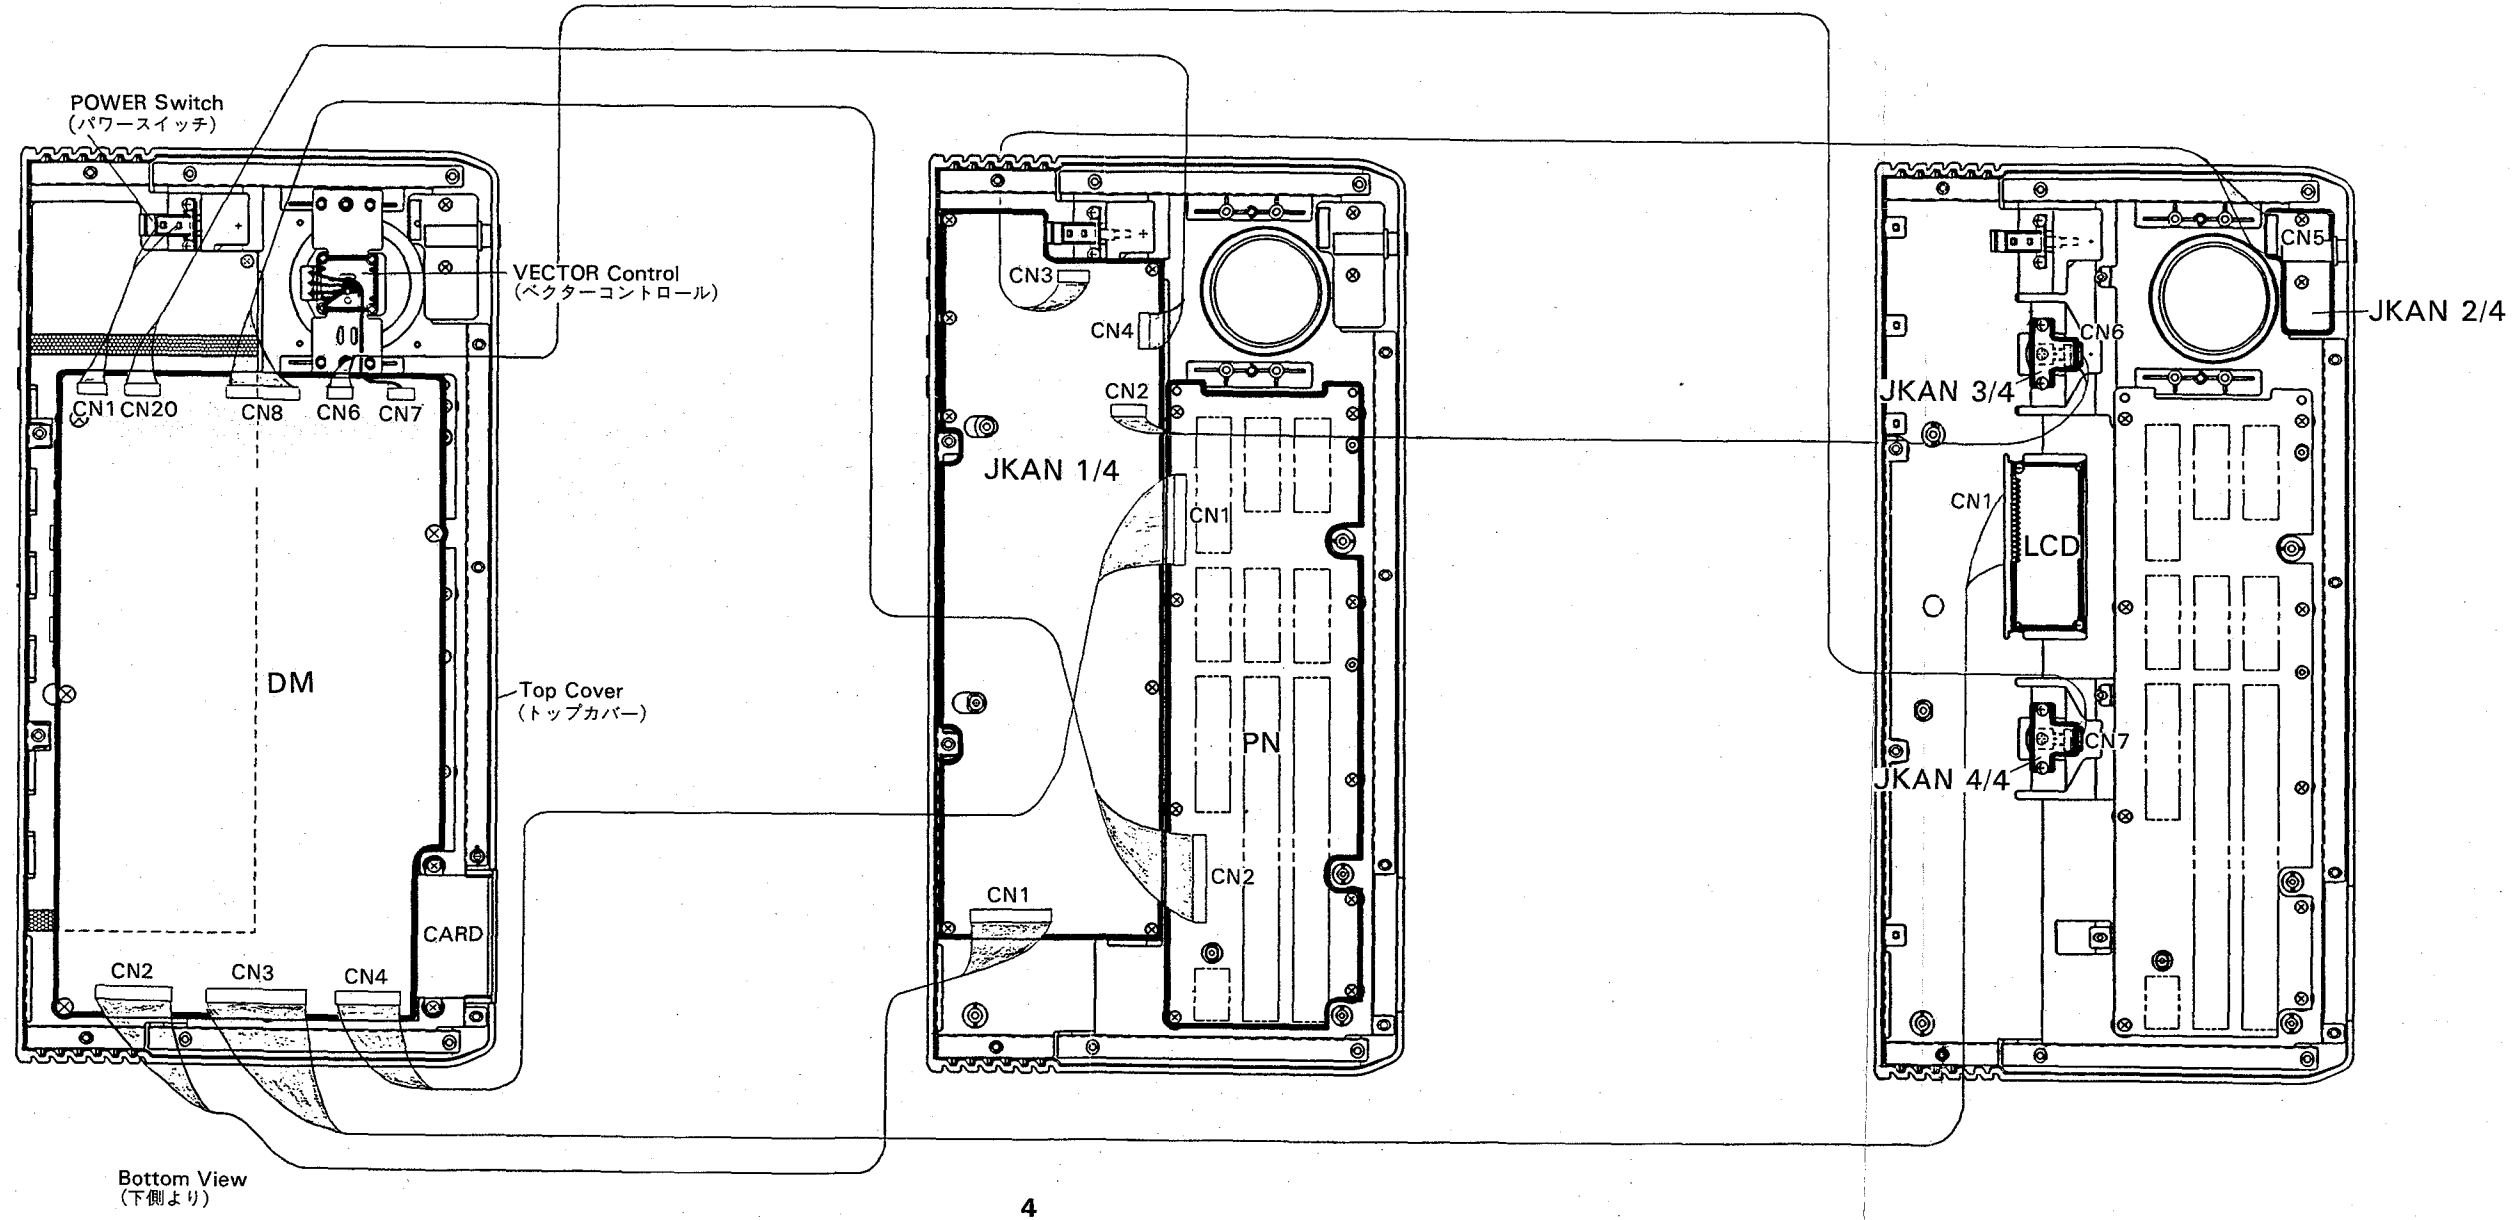 POWER Switch
(パワースイッチ)
VECTOR Control
(ベクターコントロール)
CN1 CN20
CN8
CN6
CN7
DM
Top Cover
(トップカバー)
CARD
CN2
CN3
CN4
Bottom View
(下側より)
CN3
CN4
CN2
JKAN 1/4
CN1
PN
CN2
CN1
CN5
JKAN 2/4
CN6
JKAN 3/4
CN1
LCD
CN7
JKAN 4/4
4